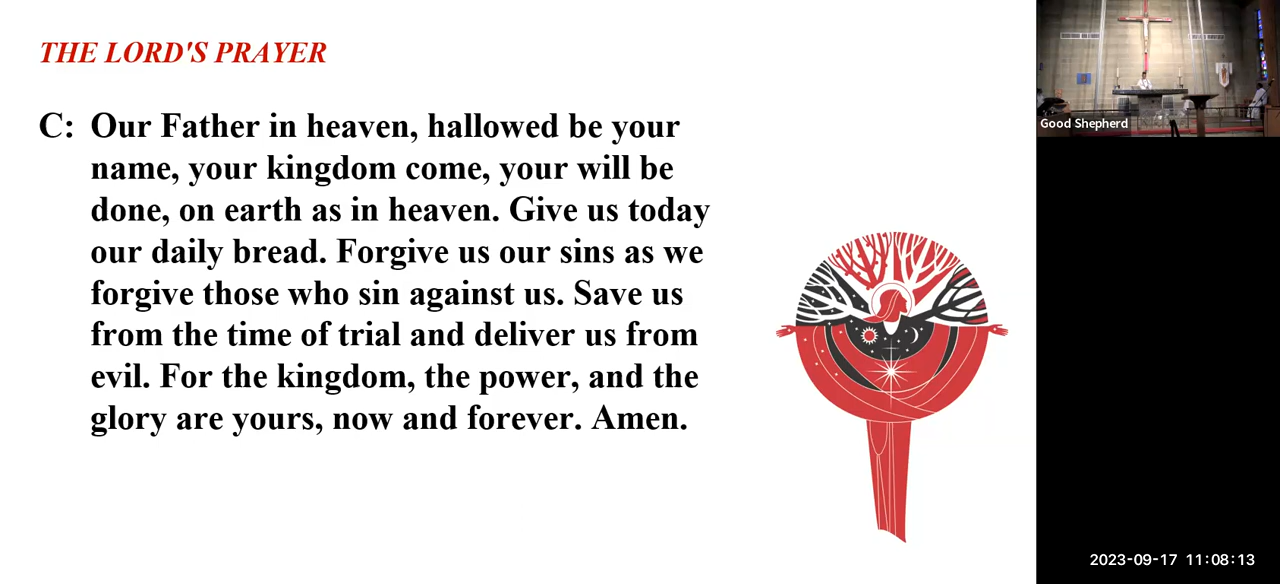 THE LORD'S PRAYER
C: Our Father in heaven, hallowed be your
name, your kingdom come, your will be
done, on earth as in heaven. Give us today
our daily bread. Forgive us our sins as we
forgive those who sin against us. Save us
from the time of trial and deliver us from
evil. For the kingdom, the power, and the
glory are yours, now and forever. Amen.
Good Shepherd
2023-09-17 11:08:13